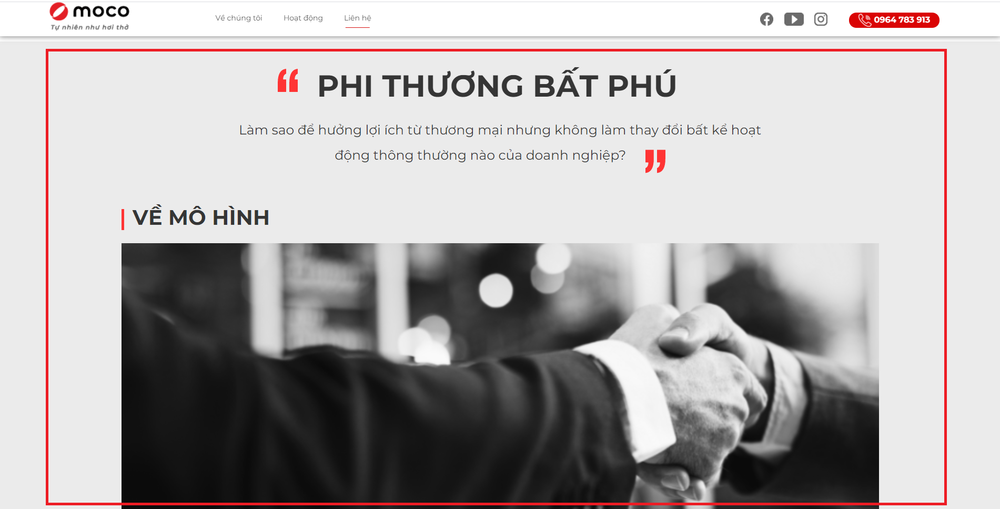 moco
Tự nhiên như hơi thở
Về chúng tôi
Hoạt động
Liên hệ
0964 783 913
“ PHI THƯƠNG BẤT PHÚ
Làm sao để hưởng lợi ích từ thương mại nhưng không làm thay đổi bất kể hoạt
động thông thường nào của doanh nghiệp? ”
VỀ MÔ HÌNH